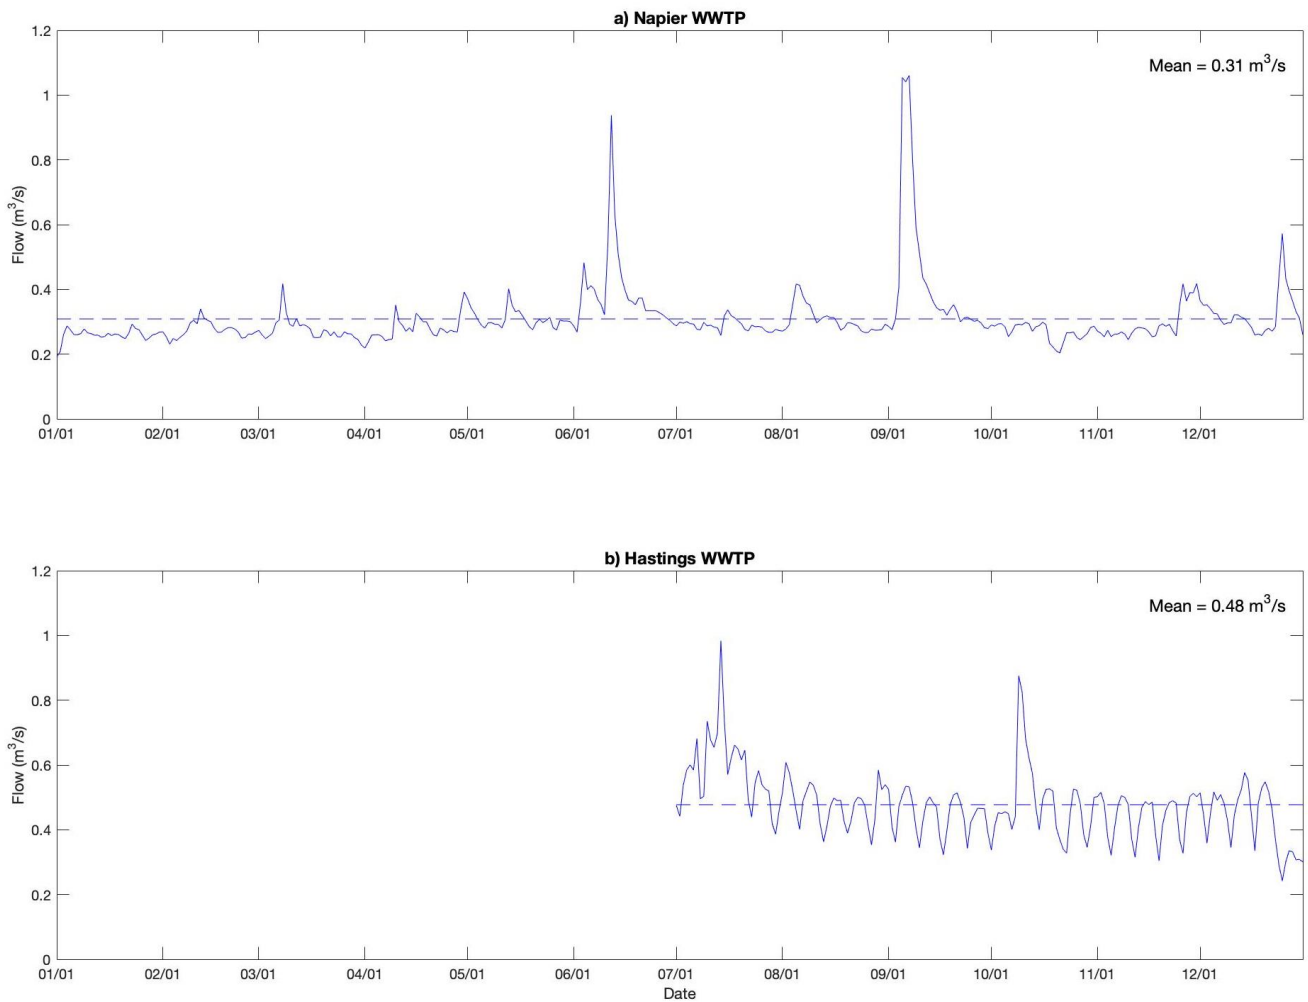 a) Napier WWTP
Mean = 0.31 m³/s
Flow (m³/s)
1.2
1
0.8
0.6
0.4
0.2
0
01/01 02/01 03/01 04/01 05/01 06/01 07/01 08/01 09/01 10/01 11/01 12/01
b) Hastings WWTP
Mean = 0.48 m³/s
Flow (m³/s)
1.2
1
0.8
0.6
0.4
0.2
0
01/01 02/01 03/01 04/01 05/01 06/01 07/01 08/01 09/01 10/01 11/01 12/01
Date